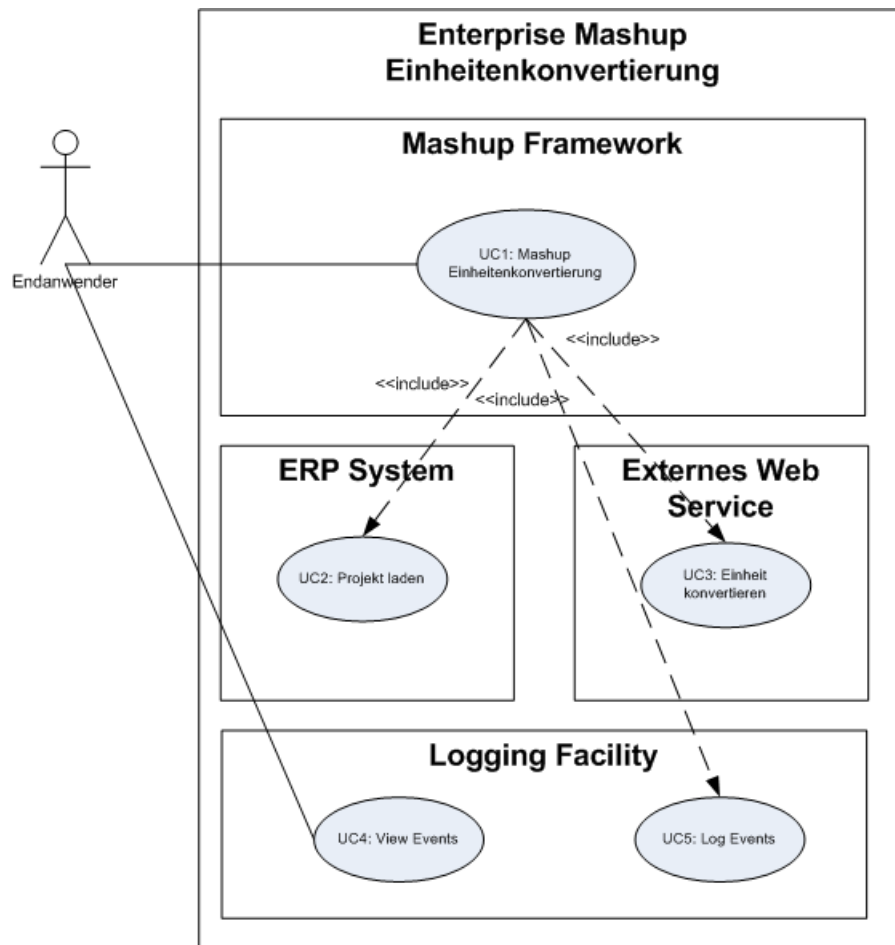 Enterprise Mashup
Einheitenkonvertierung
Mashup Framework
UC1: Mashup
Einheitenkonvertierung
Endanwender
<<include>>
<<include>>
<<include>>
ERP System
Externes Web
Service
UC2: Projekt laden
UC3: Einheit
konvertieren
Logging Facility
UC4: View Events
UC5: Log Events